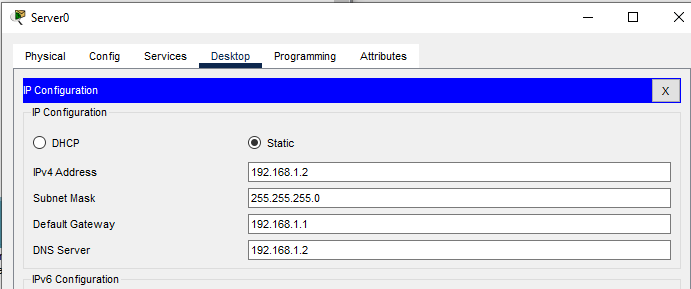 Server0
Physical Config Services Desktop Programming Attributes
IP Configuration X
IP Configuration
DHCP Static
IPv4 Address 192.168.1.2
Subnet Mask 255.255.255.0
Default Gateway 192.168.1.1
DNS Server 192.168.1.2
IPv6 Configuration